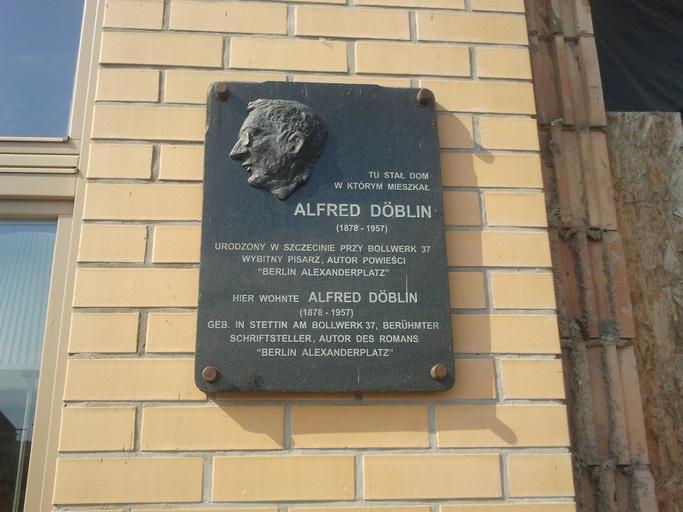 TU STAŁ DOM
W KTÓRYM MIESZKAŁ
ALFRED DÖBLIN
(1878 - 1957)
URODZONY W SZCZECINIE PRZY BOLLWERK 37
WYBITNY PISARZ, AUTOR POWIEŚCI
"BERLIN ALEXANDERPLATZ"
HIER WOHNTE ALFRED DÖBLIN
(1878 - 1957)
GEB. IN STETTIN AM BOLLWERK 37, BERÜHMTER
SCHRIFTSTELLER, AUTOR DES ROMANS
"BERLIN ALEXANDERPLATZ"